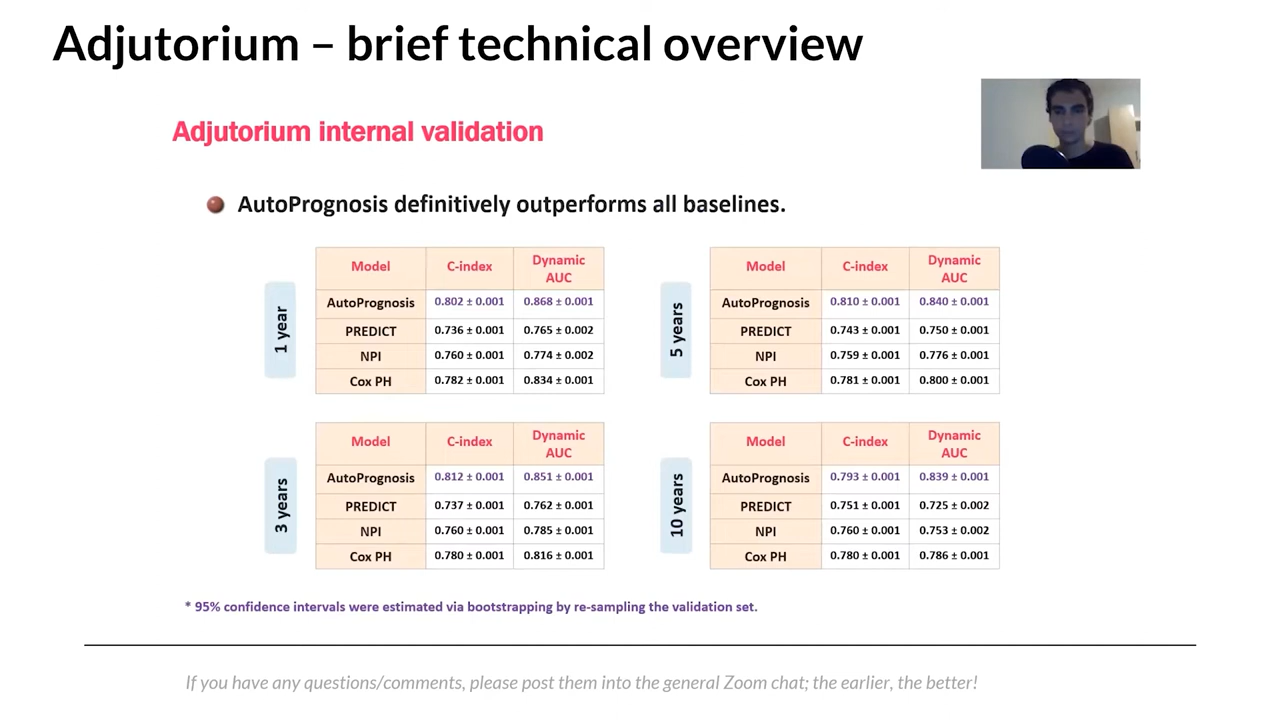 Adjutorium – brief technical overview
Adjutorium internal validation
AutoPrognosis definitively outperforms all baselines.
1 year
Model C-index Dynamic AUC
AutoPrognosis 0.802 ± 0.001 0.868 ± 0.001
PREDICT 0.736 ± 0.001 0.765 ± 0.002
NPI 0.760 ± 0.001 0.774 ± 0.002
Cox PH 0.782 ± 0.001 0.834 ± 0.001
5 years
Model C-index Dynamic AUC
AutoPrognosis 0.810 ± 0.001 0.840 ± 0.001
PREDICT 0.743 ± 0.001 0.750 ± 0.001
NPI 0.759 ± 0.001 0.776 ± 0.001
Cox PH 0.781 ± 0.001 0.800 ± 0.001
3 years
Model C-index Dynamic AUC
AutoPrognosis 0.812 ± 0.001 0.851 ± 0.001
PREDICT 0.737 ± 0.001 0.762 ± 0.001
NPI 0.760 ± 0.001 0.785 ± 0.001
Cox PH 0.780 ± 0.001 0.816 ± 0.001
10 years
Model C-index Dynamic AUC
AutoPrognosis 0.793 ± 0.001 0.839 ± 0.001
PREDICT 0.751 ± 0.001 0.725 ± 0.002
NPI 0.760 ± 0.001 0.753 ± 0.002
Cox PH 0.780 ± 0.001 0.786 ± 0.001
* 95% confidence intervals were estimated via bootstrapping by re-sampling the validation set.
If you have any questions/comments, please post them into the general Zoom chat; the earlier, the better!